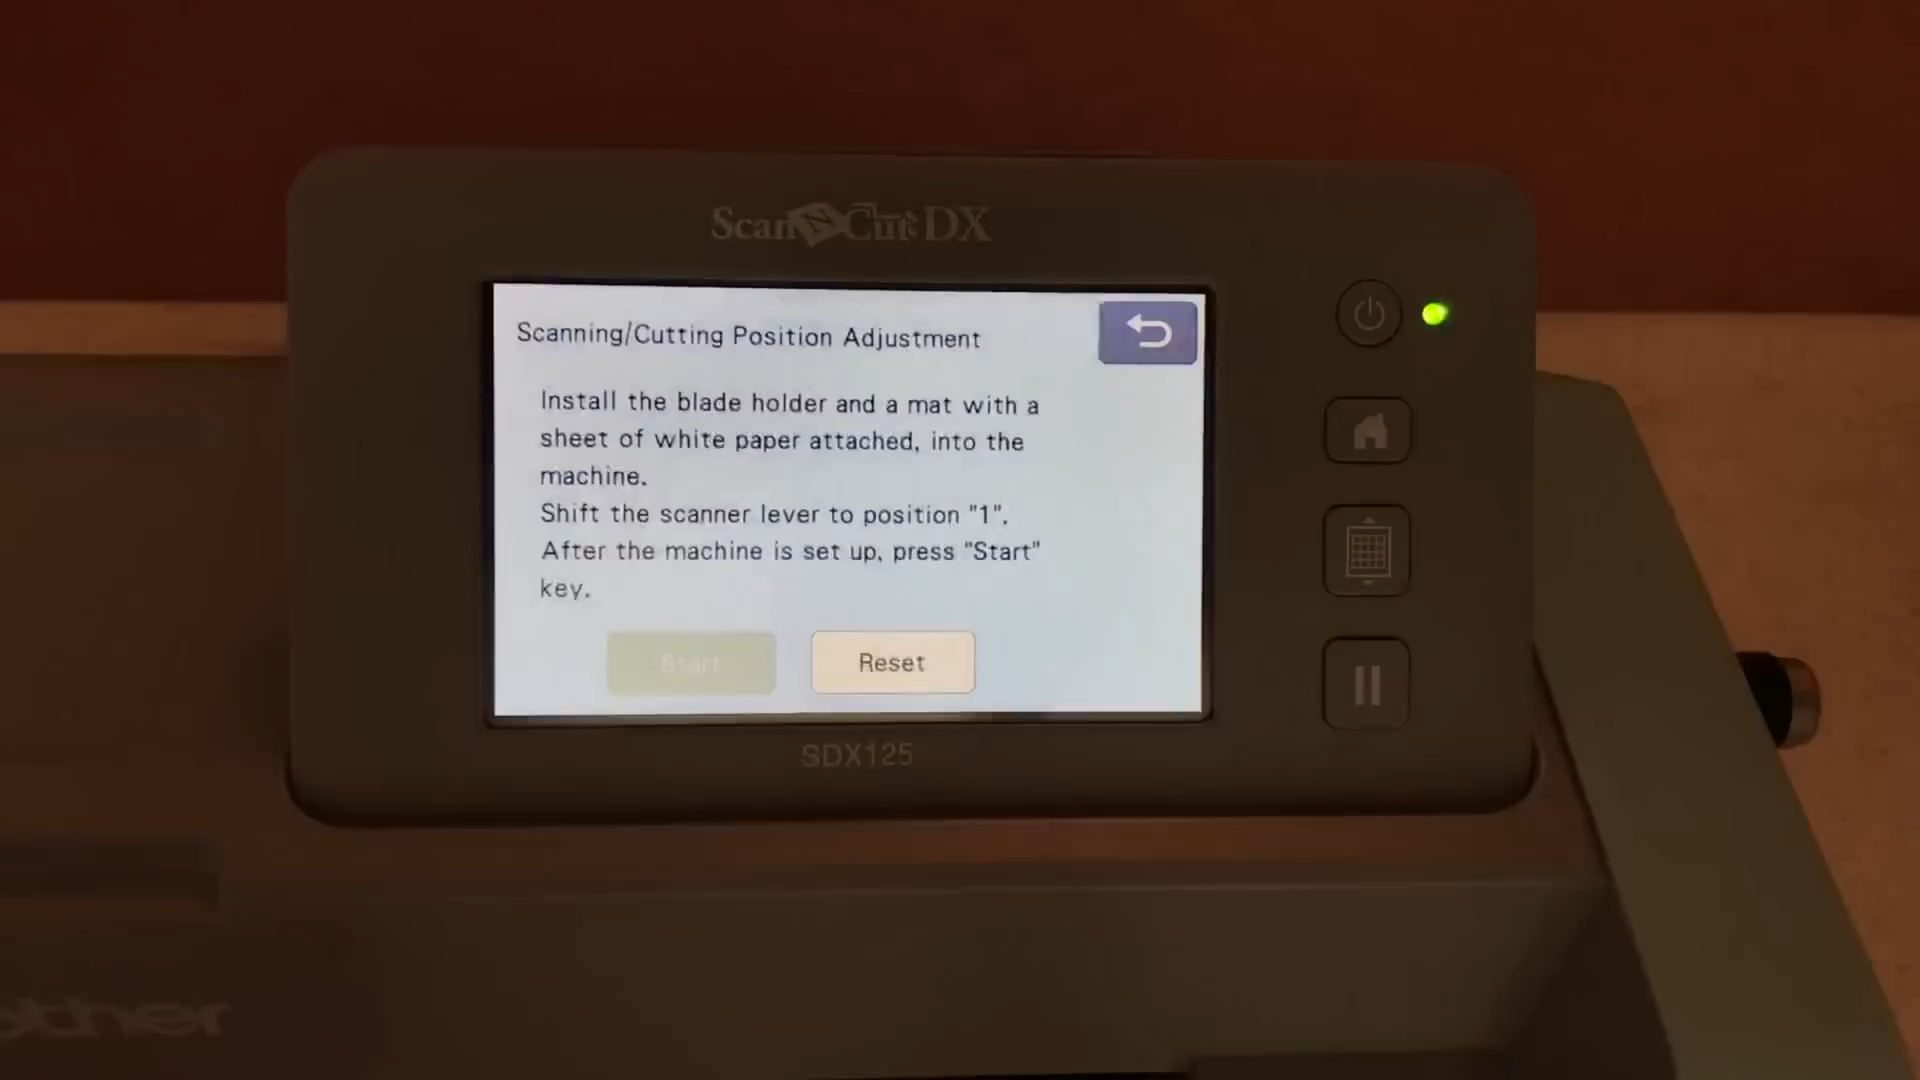 ScanNCut DX
Scanning/Cutting Position Adjustment
Install the blade holder and a mat with a
sheet of white paper attached, into the
machine.
Shift the scanner lever to position "1".
After the machine is set up, press "Start"
key.
Start
Reset
SDX125
other